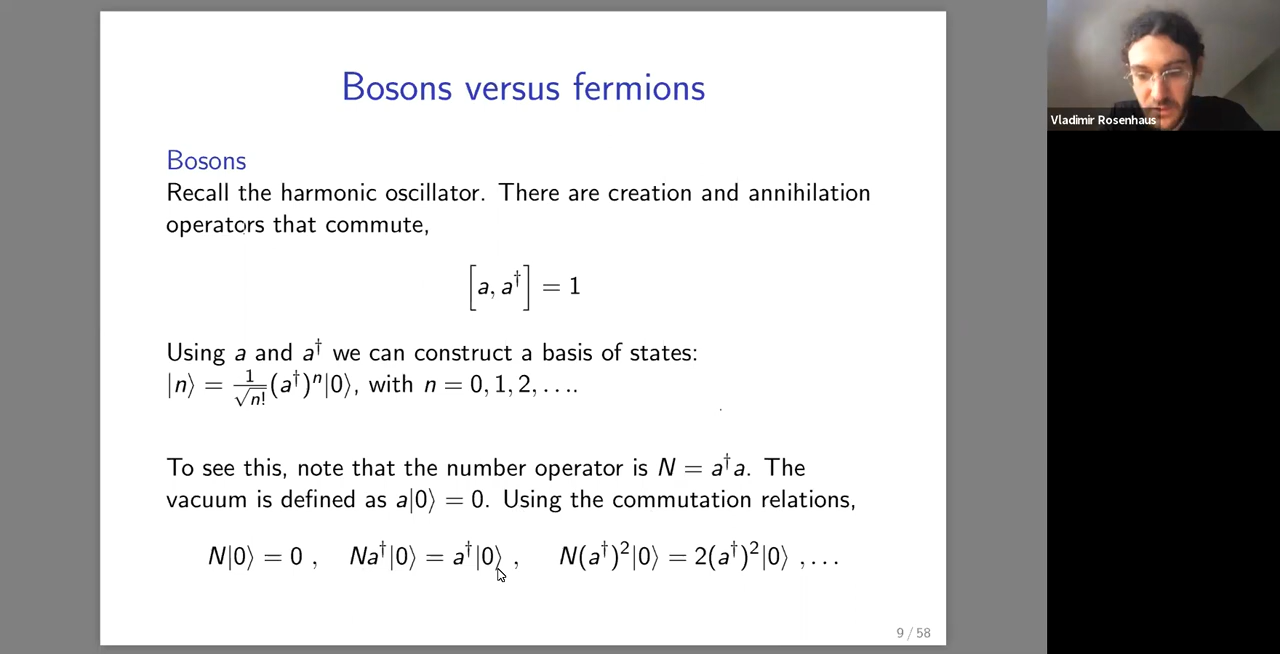 Bosons versus fermions
Vladimir Rosenhaus
Bosons
Recall the harmonic oscillator. There are creation and annihilation
operators that commute,
[a, a†] = 1
Using a and a† we can construct a basis of states:
|n⟩ = 1/√n! (a†)ⁿ|0⟩, with n = 0, 1, 2, . . . .
To see this, note that the number operator is N = a†a. The
vacuum is defined as a|0⟩ = 0. Using the commutation relations,
N|0⟩ = 0 , Na†|0⟩ = a†|0⟩ , N(a†)²|0⟩ = 2(a†)²|0⟩ , . . .
9 / 58